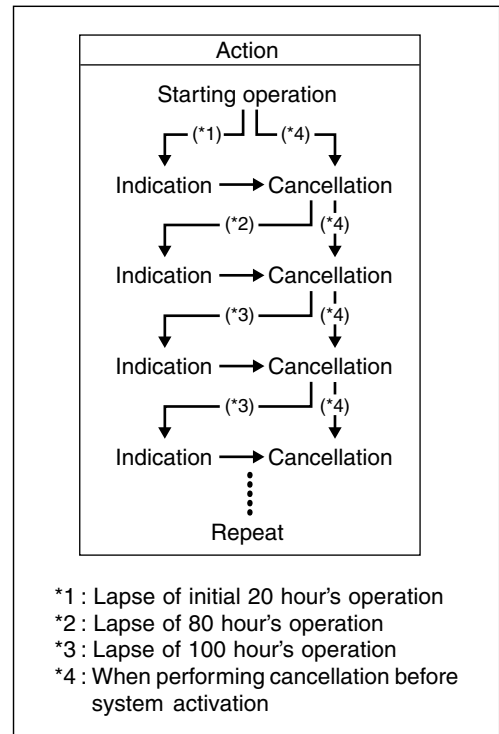 Action
Starting operation
(*1) (*4)
Indication Cancellation
(*2) (*4)
Indication Cancellation
(*3) (*4)
Indication Cancellation
(*3) (*4)
Indication Cancellation
Repeat
*1 : Lapse of initial 20 hour's operation
*2 : Lapse of 80 hour's operation
*3 : Lapse of 100 hour's operation
*4 : When performing cancellation before
system activation